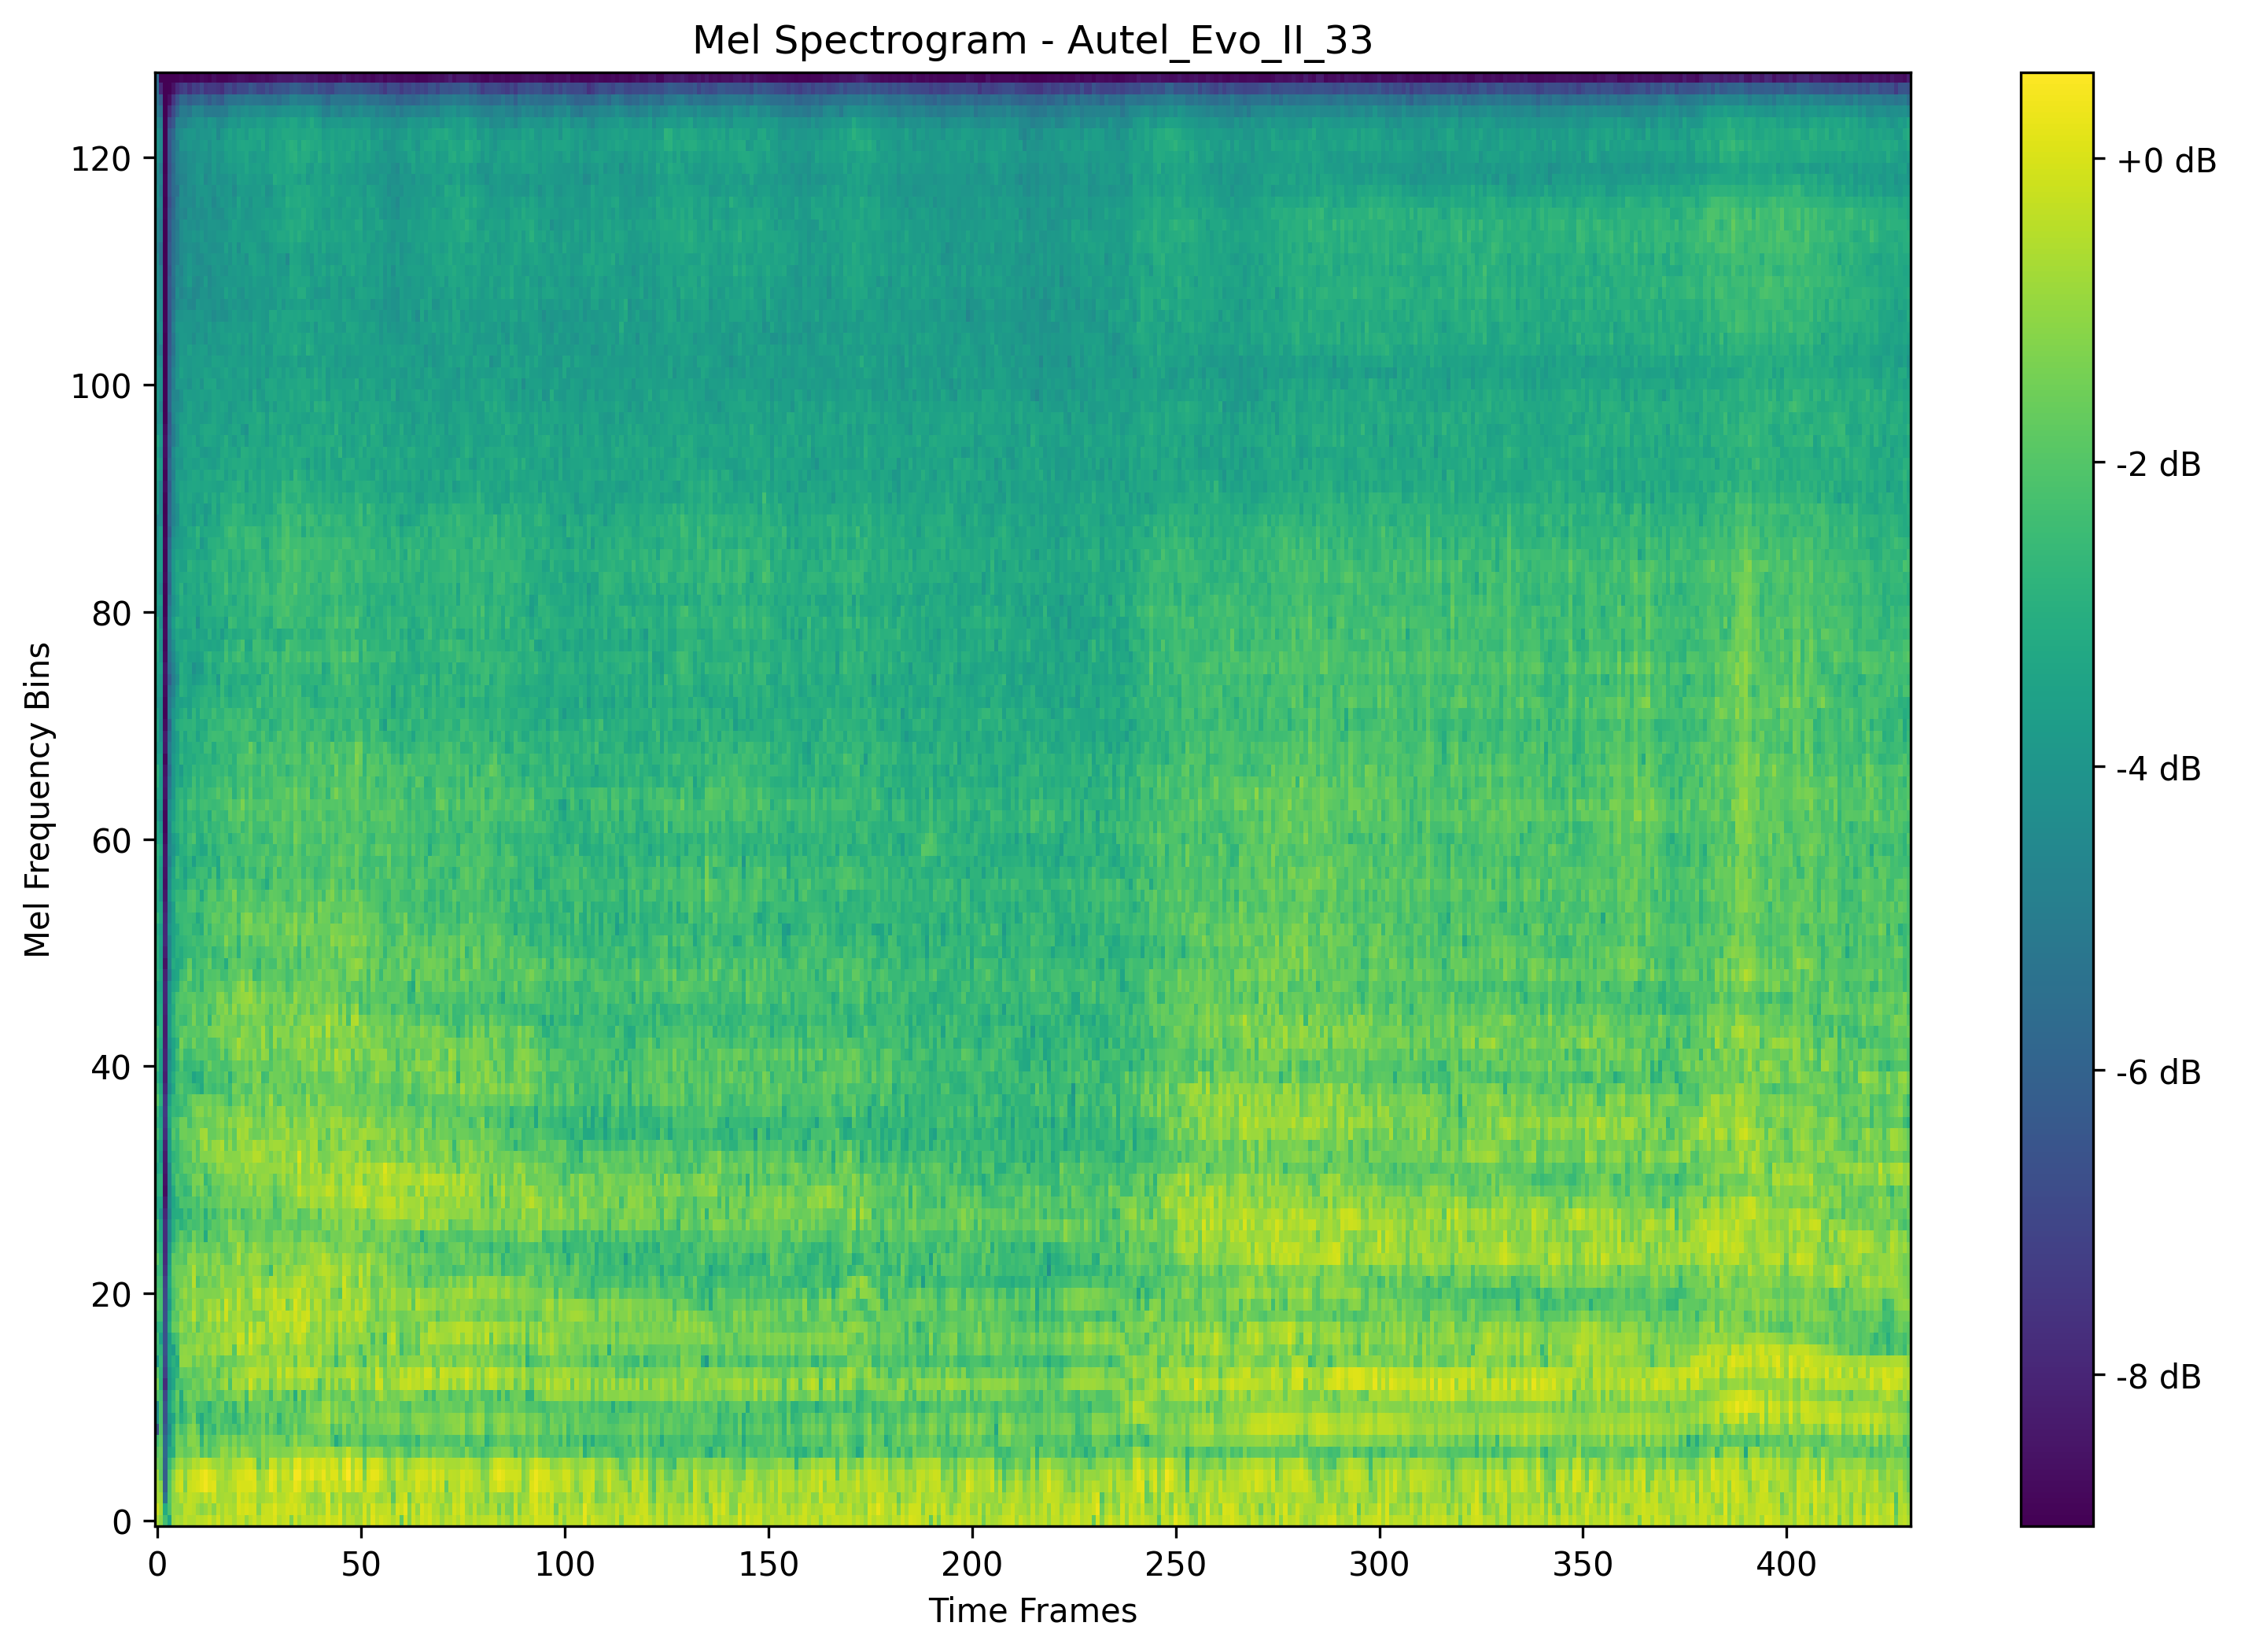 Mel Spectrogram - Autel_Evo_II_33
Mel Frequency Bins
120
100
80
60
40
20
0
0 50 100 150 200 250 300 350 400
Time Frames
+0 dB
-2 dB
-4 dB
-6 dB
-8 dB